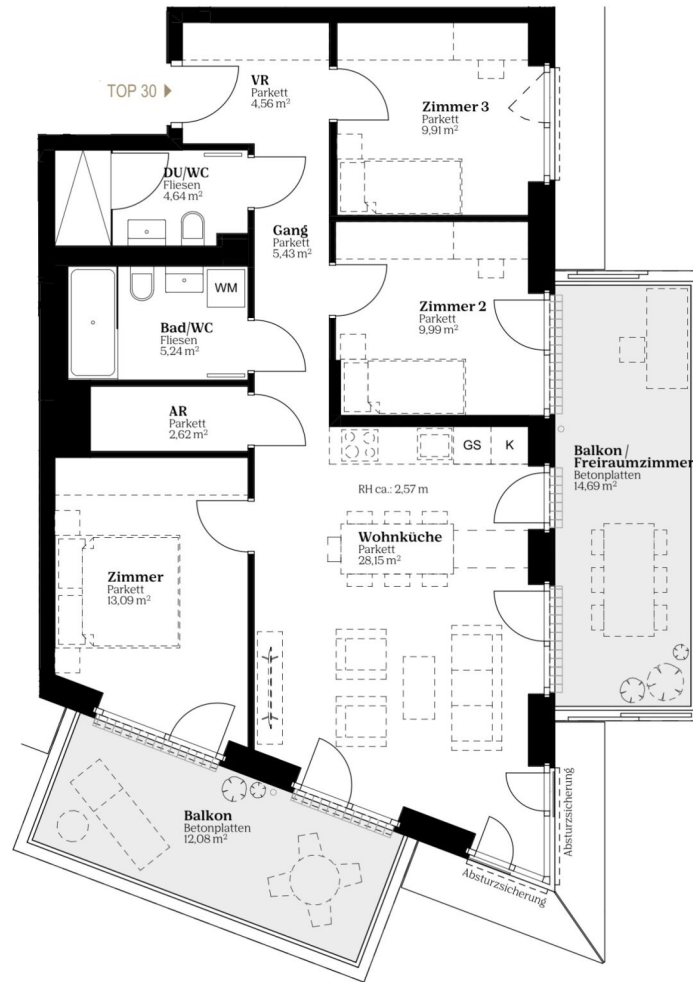 TOP 30
VR
Parkett
4,56 m²
Zimmer 3
Parkett
9,91 m²
DU/WC
Fliesen
4,64 m²
Gang
Parkett
5,43 m²
WM
Bad/WC
Fliesen
5,24 m²
Zimmer 2
Parkett
9,99 m²
AR
Parkett
2,62 m²
GS
K
RH ca.: 2,57 m
Balkon/
Freiraumzimmer
Betonplatten
14,69 m²
Wohnküche
Parkett
28,15 m²
Zimmer
Parkett
13,09 m²
Balkon
Betonplatten
12,08 m²
Absturzsicherung
Absturzsicherung